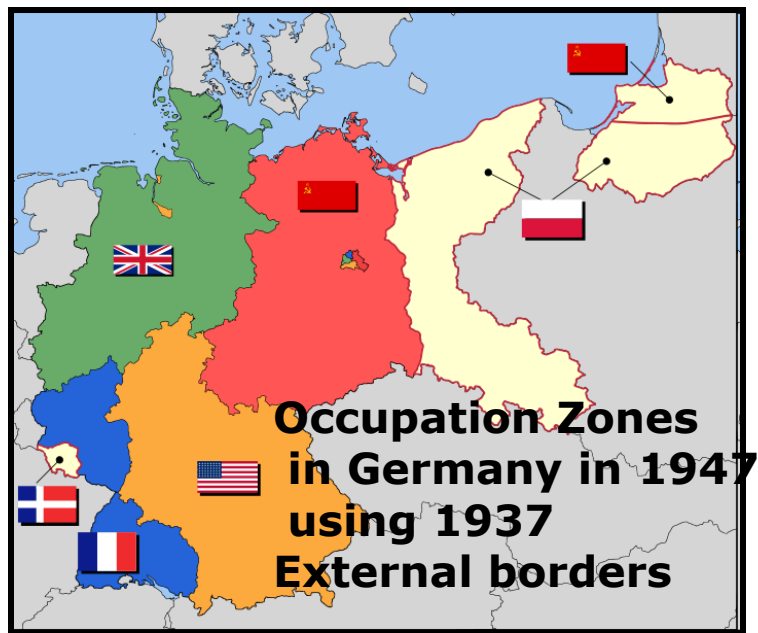 Occupation Zones
in Germany in 1947
using 1937
External borders